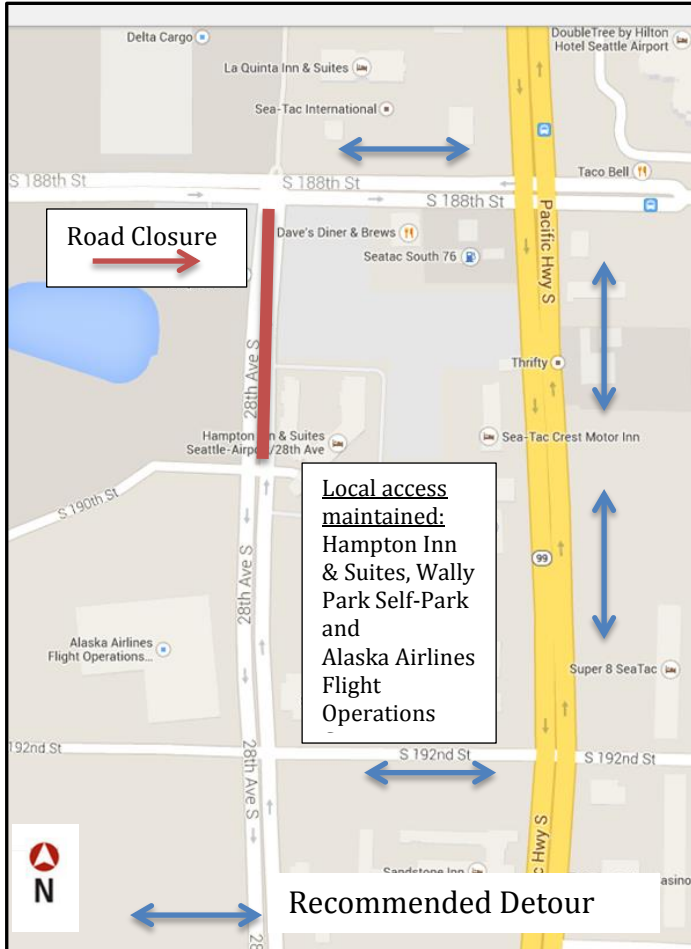 DoubleTree by Hilton
Hotel Seattle Airport
Delta Cargo
La Quinta Inn & Suites
Sea-Tac International
Taco Bell
S 188th St
S 188th St
S 188th St
Pacific Hwy S
Road Closure
Dave's Diner & Brews
Seatac South 76
28th Ave S
Thrifty
Hampton Inn & Suites
Seattle-Airport/28th Ave
Sea-Tac Crest Motor Inn
S 190th St
Local access
maintained:
Hampton Inn
& Suites, Wally
Park Self-Park
and
Alaska Airlines
Flight
Operations
99
28th Ave S
Alaska Airlines
Flight Operations...
Super 8 SeaTac
192nd St
S 192nd St
S 192nd St
28th Ave S
Hwy S
N
Sandstone Inn
asino
Recommended Detour
28